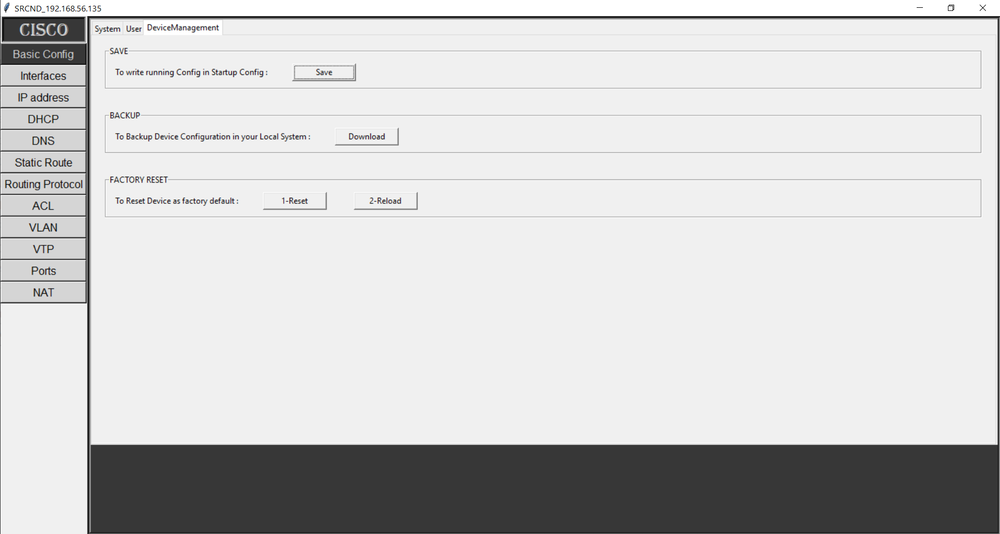 SRCND_192.168.56.135
CISCO
Basic Config
Interfaces
IP address
DHCP
DNS
Static Route
Routing Protocol
ACL
VLAN
VTP
Ports
NAT
System User DeviceManagement
SAVE
To write running Config in Startup Config : Save
BACKUP
To Backup Device Configuration in your Local System : Download
FACTORY RESET
To Reset Device as factory default : 1-Reset 2-Reload